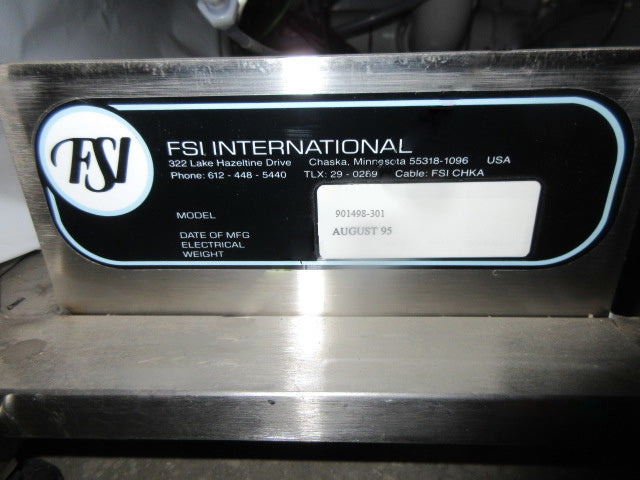 FSI
FSI INTERNATIONAL
322 Lake Hazeltine Drive Chaska, Minnesota 55318-1096 USA
Phone: 612 - 448 - 5440 TLX: 29 - 0269 Cable: FSI CHKA
MODEL 901498-301
DATE OF MFG AUGUST 95
ELECTRICAL
WEIGHT